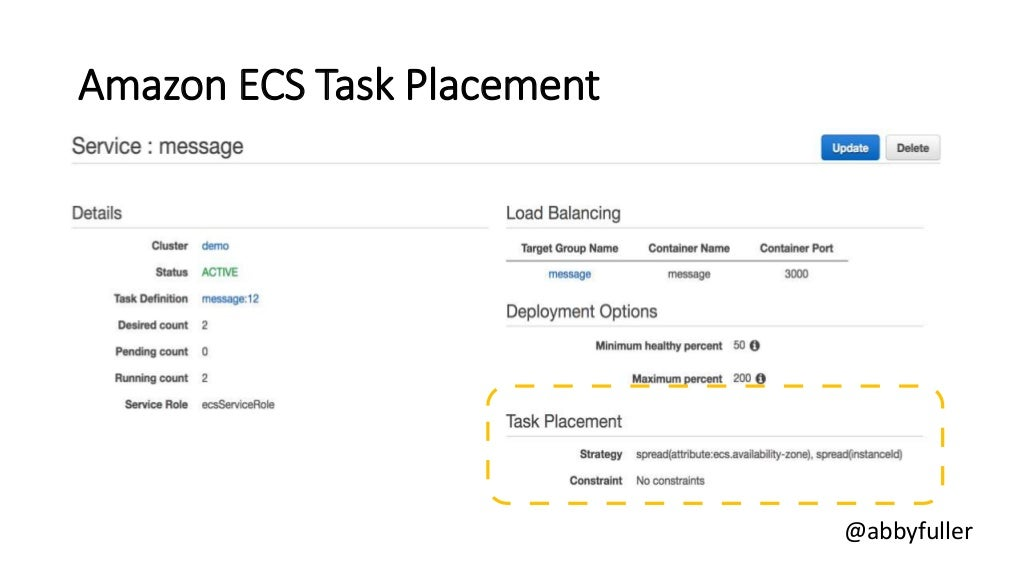 Amazon ECS Task Placement
Service : message
Update
Delete
Details
Cluster demo
Status ACTIVE
Task Definition message:12
Desired count 2
Pending count 0
Running count 2
Service Role ecsServiceRole
Load Balancing
Target Group Name Container Name Container Port
message message 3000
Deployment Options
Minimum healthy percent 50
Maximum percent 200
Task Placement
Strategy spread(attribute:ecs.availability-zone), spread(instanceId)
Constraint No constraints
@abbyfuller